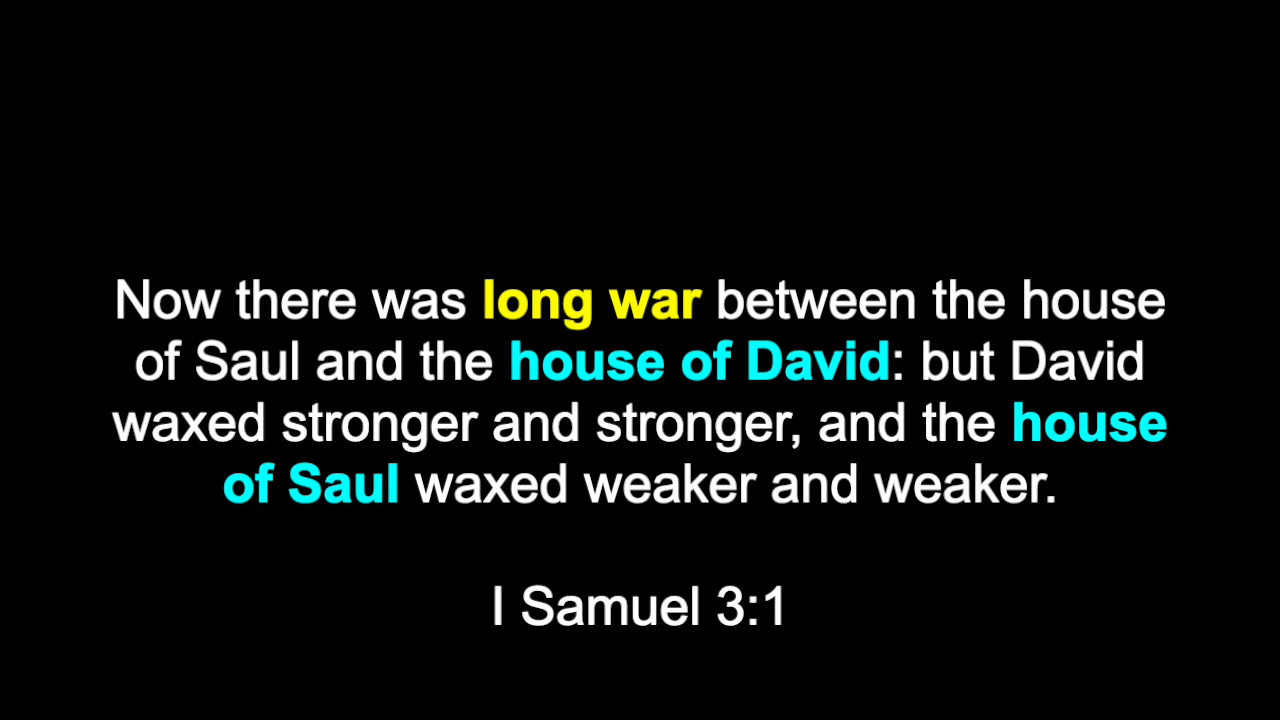 Now there was long war between the house
of Saul and the house of David: but David
waxed stronger and stronger, and the house
of Saul waxed weaker and weaker.
I Samuel 3:1